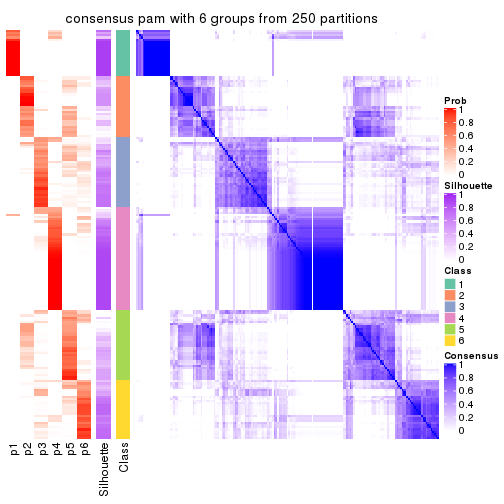 consensus pam with 6 groups from 250 partitions
Prob
1
0.8
0.6
0.4
0.2
0
Silhouette
1
0.8
0.6
0.4
0.2
0
Class
1
2
3
4
5
6
Consensus
1
0.8
0.6
0.4
0.2
0
p1
p2
p3
p4
p5
p6
Silhouette
Class